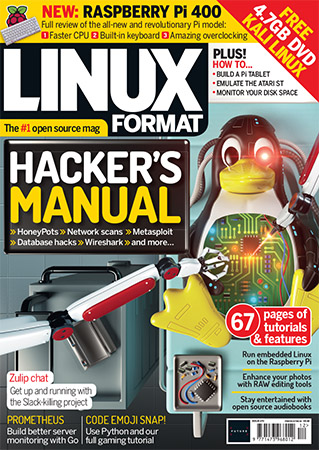 NEW: RASPBERRY Pi 400
Full review of the all-new and revolutionary Pi model:
1 Faster CPU 2 Built-in keyboard 3 Amazing overclocking
FREE
4.7GB DVD
KALI LINUX
LINUX
FORMAT
The #1 open source mag
PLUS!
HOW TO...
• BUILD A Pi TABLET
• EMULATE THE ATARI ST
• MONITOR YOUR DISK SPACE
HACKER'S
MANUAL
» HoneyPots » Network scans » Metasploit
» Database hacks » Wireshark » and more...
67 pages of
tutorials
& features
Run embedded Linux
on the Raspberry Pi
Enhance your photos
with RAW editing tools
Stay entertained with
open source audiobooks
Zulip chat
Get up and running with
the Slack-killing project
PROMETHEUS
Build better server
monitoring with Go
CODE EMOJI SNAP!
Use Python and our
full gaming tutorial
FUTURE
9 771473 968012